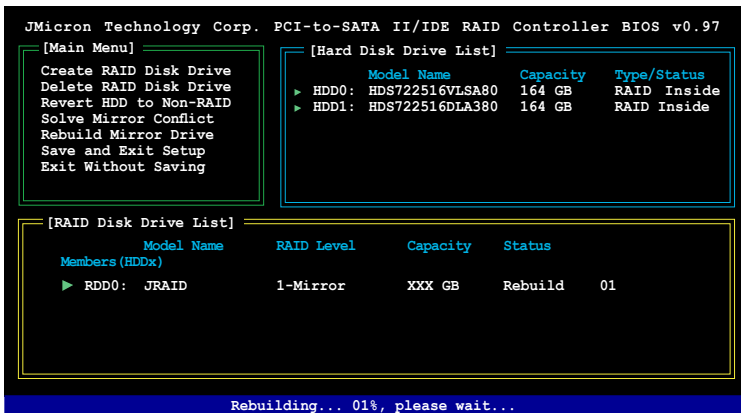 JMicron Technology Corp. PCI-to-SATA II/IDE RAID Controller BIOS v0.97
[Main Menu]
Create RAID Disk Drive
Delete RAID Disk Drive
Revert HDD to Non-RAID
Solve Mirror Conflict
Rebuild Mirror Drive
Save and Exit Setup
Exit Without Saving
[Hard Disk Drive List]
Model Name Capacity Type/Status
HDD0: HDS722516VLSA80 164 GB RAID Inside
HDD1: HDS722516DLA380 164 GB RAID Inside
[RAID Disk Drive List]
Model Name RAID Level Capacity Status
Members(HDDx)
RDD0: JRAID 1-Mirror XXX GB Rebuild 01
Rebuilding... 01%, please wait...